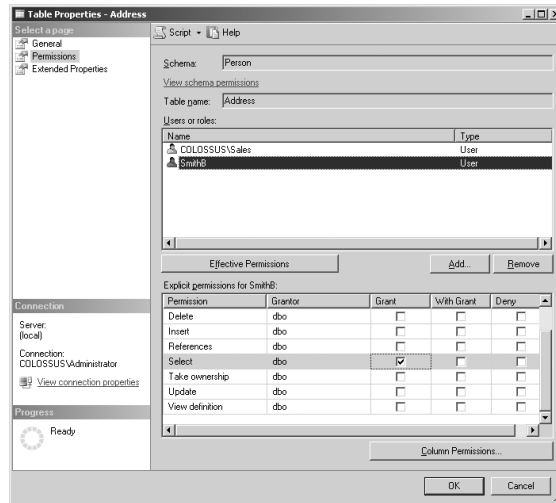 Table Properties - Address
Select a page
General
Permissions
Extended Properties
Script
Help
Schema: Person
View schema permissions
Table name: Address
Users or roles:
Name Type
COLOSSUS\Sales User
SmithB User
Effective Permissions Add... Remove
Explicit permissions for SmithB:
Permission Grantor Grant With Grant Deny
Delete dbo
Insert dbo
References dbo
Select dbo
Take ownership dbo
Update dbo
View definition dbo
Column Permissions...
Connection
Server:
(local)
Connection:
COLOSSUS\Administrator
View connection properties
Progress
Ready
OK Cancel